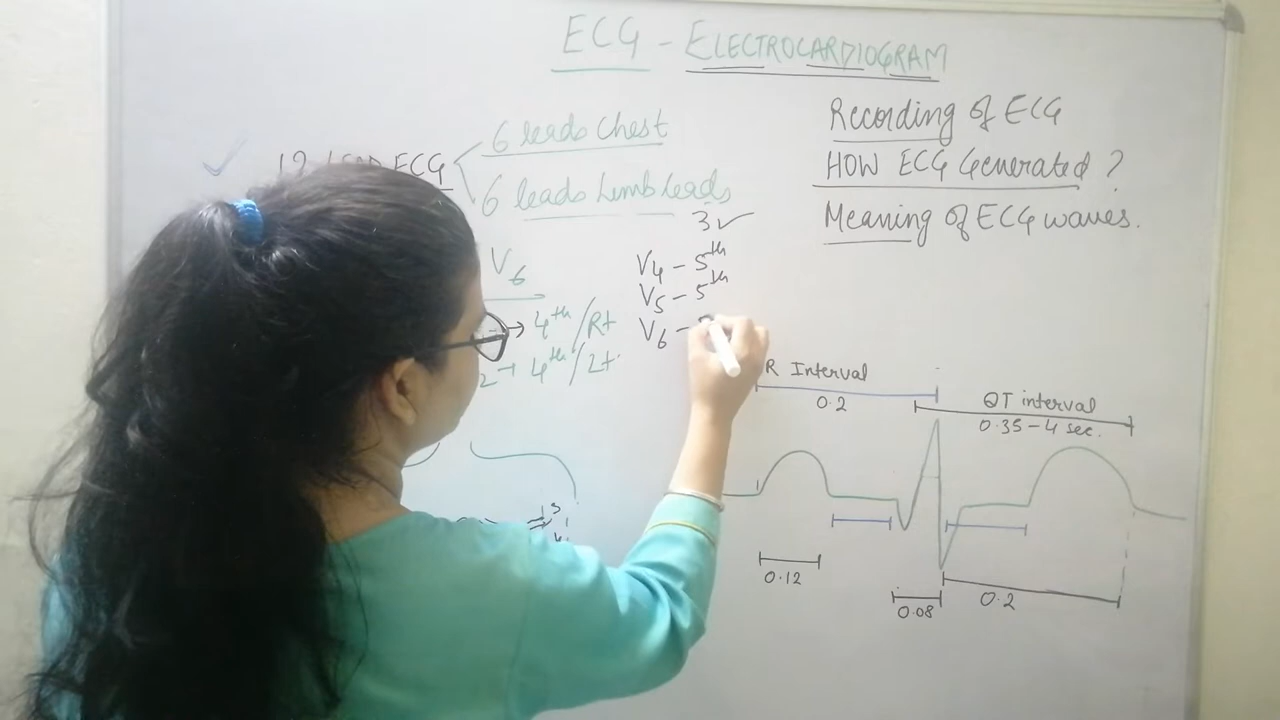 ECG - ELECTROCARDIOGRAM
12 LEAD ECG
6 leads Chest
6 leads Limb Leads
3✓
Recording of ECG
HOW ECG Generated ?
Meaning of ECG waves.
V6
→ 4th / Rt
2 → 4th / Lt
V4 - 5th
V5 - 5th
V6 -
R Interval
0.2
QT interval
0.35-4 sec.
0.12
0.08
0.2